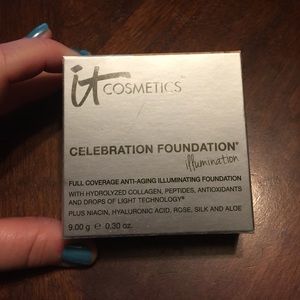 it COSMETICS™
CELEBRATION FOUNDATION®
illumination
FULL COVERAGE ANTI-AGING ILLUMINATING FOUNDATION
WITH HYDROLYZED COLLAGEN, PEPTIDES, ANTIOXIDANTS
AND DROPS OF LIGHT TECHNOLOGY®
PLUS NIACIN, HYALURONIC ACID, ROSE, SILK AND ALOE
9.00 g e 0.30 oz.